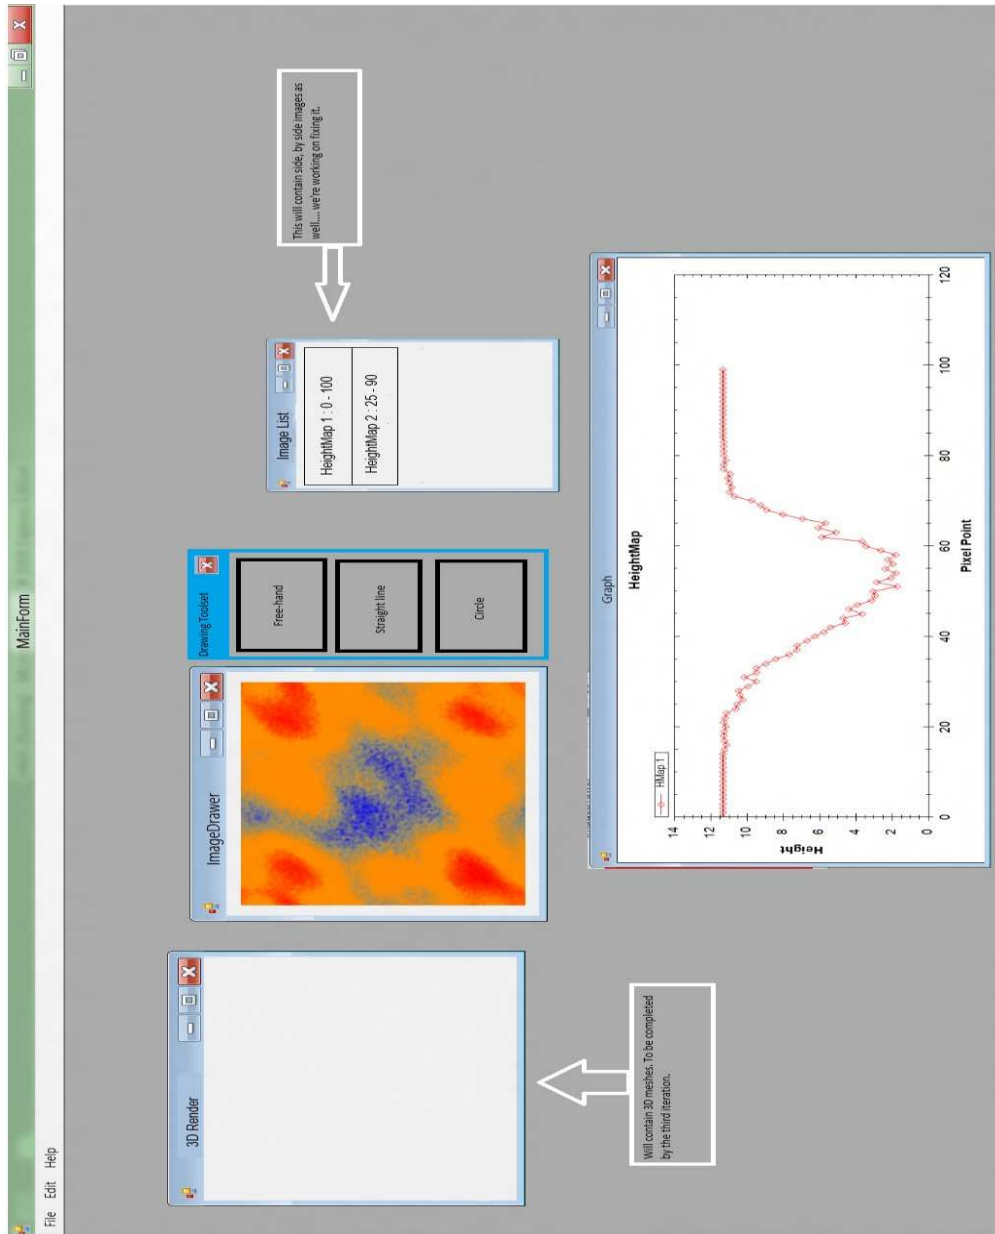 MainForm
File Edit Help
3D Render
ImageDrawer
Drawing Toolset
Free-hand
Straight line
Circle
Image List
HeightMap 1 : 0 - 100
HeightMap 2 : 25 - 90
This will contain side, by side images as
well.... we're working on fixing it.
Will contain 3D meshes. To be completed
by the third iteration.
Graph
HeightMap
HMap 1
Height
14
12
10
8
6
4
2
0
0 20 40 60 80 100 120
Pixel Point